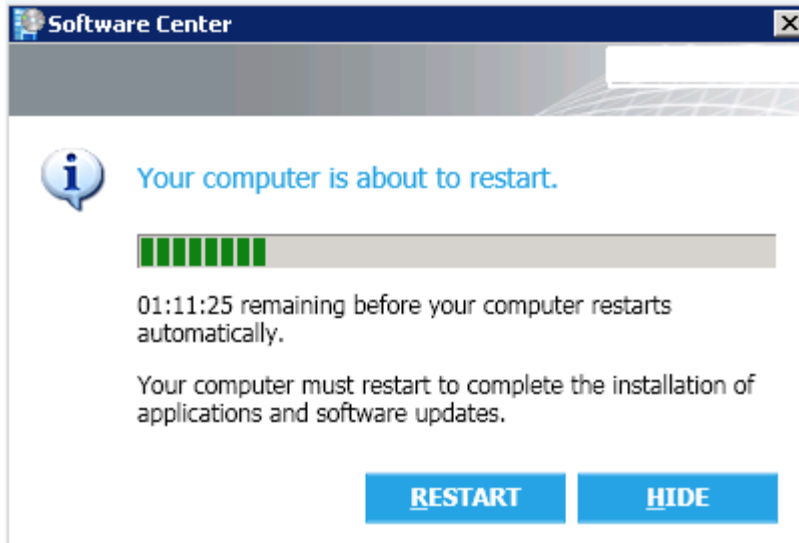 Software Center
Your computer is about to restart.
01:11:25 remaining before your computer restarts
automatically.
Your computer must restart to complete the installation of
applications and software updates.
RESTART HIDE